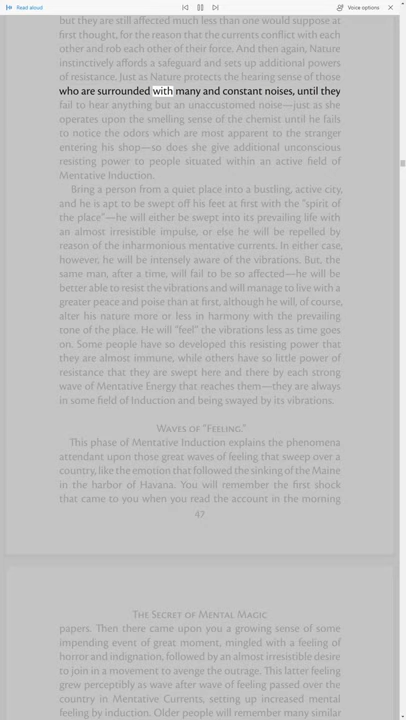 Read aloud
Voice options
but they are still affected much less than one would suppose at
first thought, for the reason that the currents conflict with each
other and rob each other of their force. And then again, Nature
instinctively affords a safeguard and sets up additional powers
of resistance. Just as Nature protects the hearing sense of those
who are surrounded with many and constant noises, until they
fail to hear anything but an unaccustomed noise—just as she
operates upon the smelling sense of the chemist until he fails
to notice the odors which are most apparent to the stranger
entering his shop—so does she give additional unconscious
resisting power to people situated within an active field of
Mentative Induction.
Bring a person from a quiet place into a bustling, active city,
and he is apt to be swept off his feet at first with the "spirit of
the place"—he will either be swept into its prevailing life with
an almost irresistible impulse, or else he will be repelled by
reason of the inharmonious mentative currents. In either case,
however, he will be intensely aware of the vibrations. But, the
same man, after a time, will fail to be so affected—he will be
better able to resist the vibrations and will manage to live with a
greater peace and poise than at first, although he will, of course,
alter his nature more or less in harmony with the prevailing
tone of the place. He will "feel" the vibrations less as time goes
on. Some people have so developed this resisting power that
they are almost immune, while others have so little power of
resistance that they are swept here and there by each strong
wave of Mentative Energy that reaches them—they are always
in some field of Induction and being swayed by its vibrations.
Waves of "Feeling."
This phase of Mentative Induction explains the phenomena
attendant upon those great waves of feeling that sweep over a
country, like the emotion that followed the sinking of the Maine
in the harbor of Havana. You will remember the first shock
that came to you when you read the account in the morning
47
The Secret of Mental Magic
papers. Then there came upon you a growing sense of some
impending event of great moment, mingled with a feeling of
horror and indignation, followed by an almost irresistible desire
to join in a movement to avenge the outrage. This latter feeling
grew perceptibly as wave after wave of feeling passed over the
country in Mentative Currents, setting up increased mental
feeling by induction. Older people will remember many similar